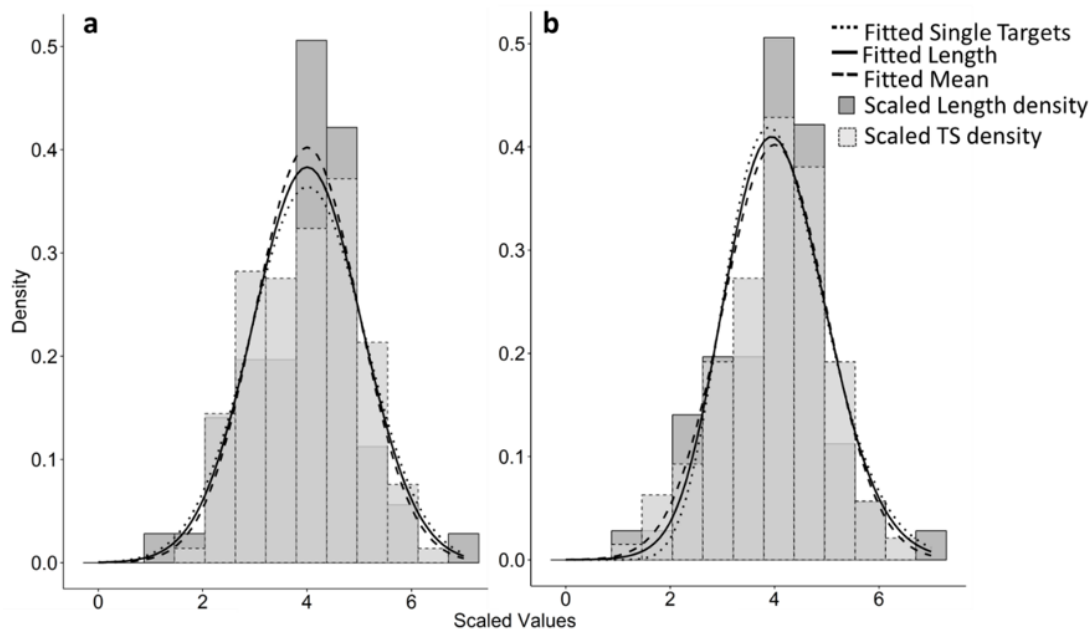 a
b
Fitted Single Targets
Fitted Length
Fitted Mean
Scaled Length density
Scaled TS density
0.5
0.4
0.3
0.2
0.1
0.0
Density
0 2 4 6
0.5
0.4
0.3
0.2
0.1
0.0
0 2 4 6
Scaled Values